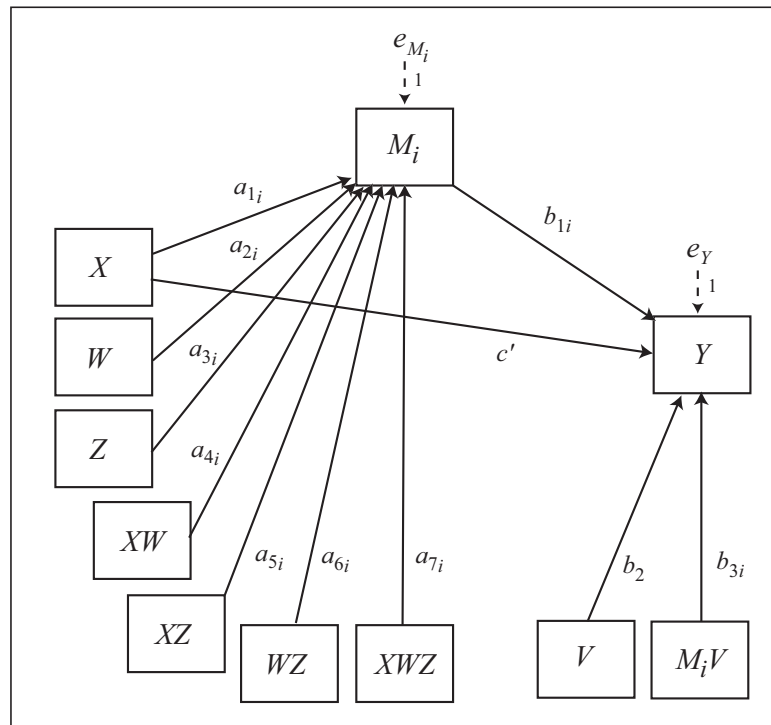 e_{M_i}
1
M_i
a_{1i}
b_{1i}
a_{2i}
X
e_Y
1
W
a_{3i}
c′
Y
Z
a_{4i}
XW
a_{5i}
a_{6i}
a_{7i}
b_2
b_{3i}
XZ
WZ
XWZ
V
M_iV